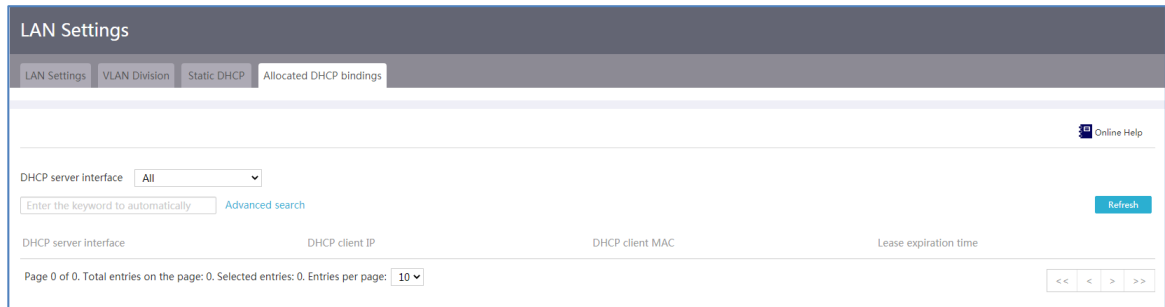 LAN Settings
LAN Settings VLAN Division Static DHCP Allocated DHCP bindings
Online Help
DHCP server interface All
Enter the keyword to automatically Advanced search Refresh
DHCP server interface DHCP client IP DHCP client MAC Lease expiration time
Page 0 of 0. Total entries on the page: 0. Selected entries: 0. Entries per page: 10 << < > >>